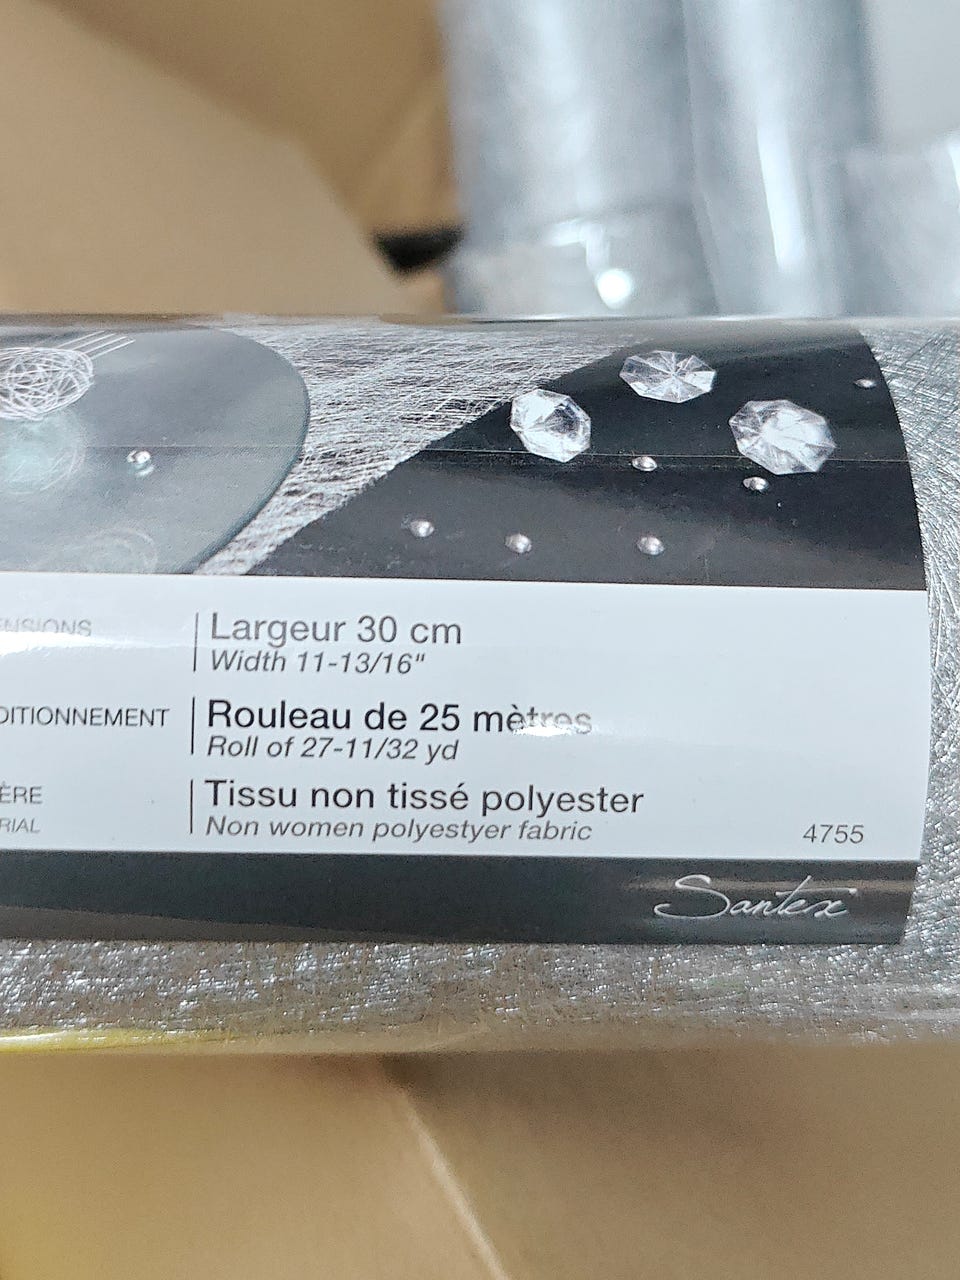 ENSIONS
Largeur 30 cm
Width 11-13/16"
DITIONNEMENT
Rouleau de 25 mètres
Roll of 27-11/32 yd
ÈRE
Tissu non tissé polyester
RIAL
Non women polyestyer fabric
4755
Santex